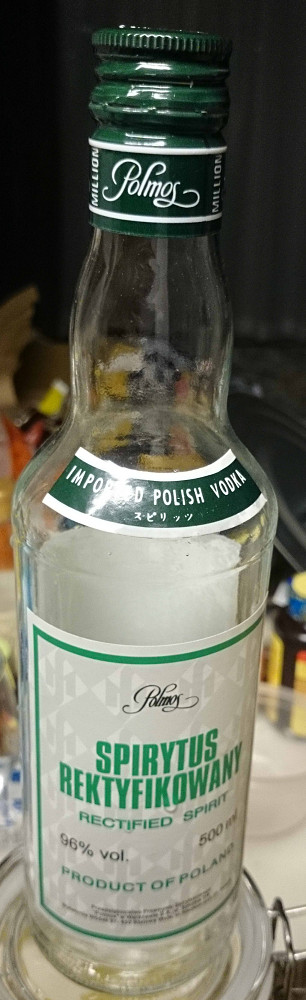 MILLION Polmos MILLION
IMPORTED POLISH VODKA
スピリッツ
Polmos
SPIRYTUS
REKTYFIKOWANY
RECTIFIED SPIRIT
96% vol. 500 ml
PRODUCT OF POLAND